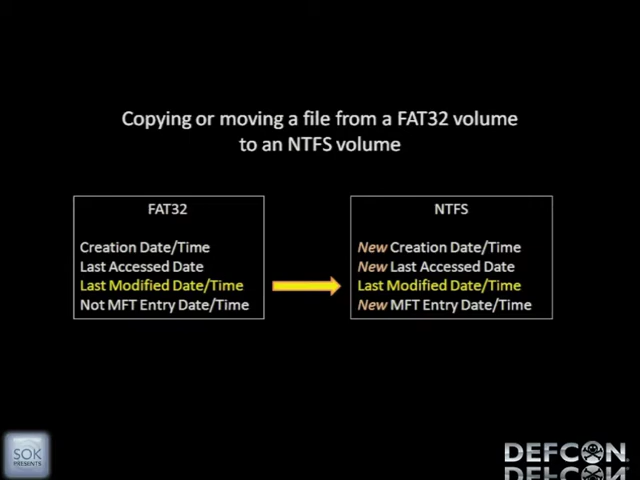 Copying or moving a file from a FAT32 volume
to an NTFS volume
FAT32
Creation Date/Time
Last Accessed Date
Last Modified Date/Time
Not MFT Entry Date/Time
NTFS
New Creation Date/Time
New Last Accessed Date
Last Modified Date/Time
New MFT Entry Date/Time
SOK
PRESENTS
DEFCON